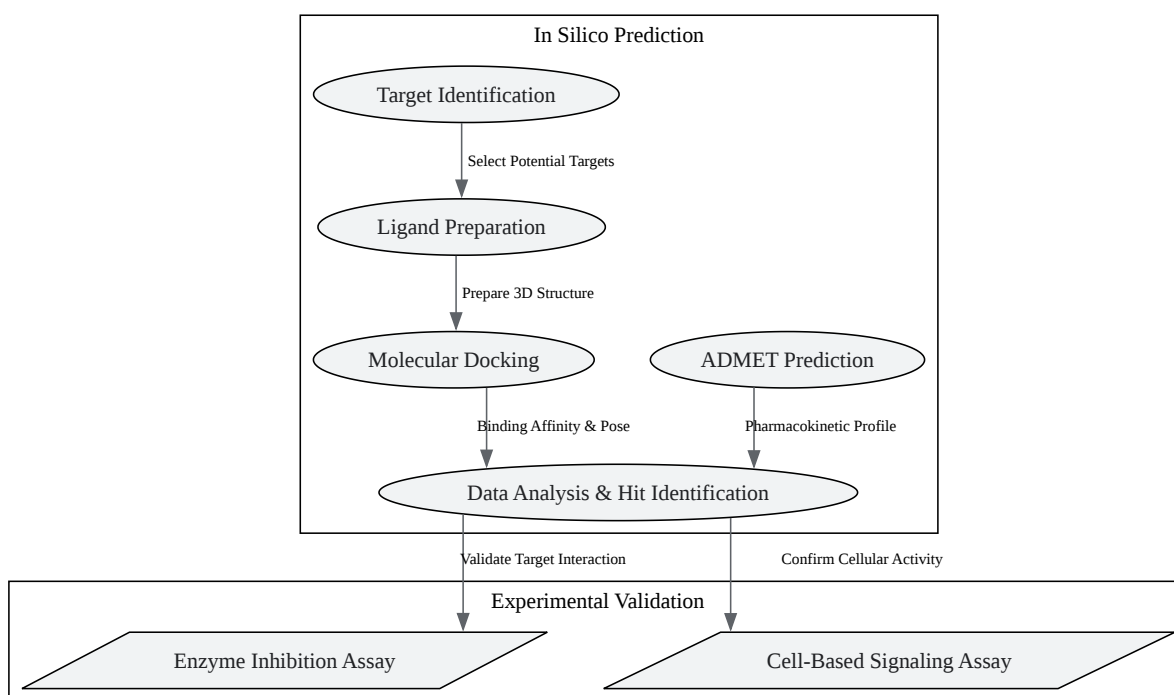 In Silico Prediction
Target Identification
Select Potential Targets
Ligand Preparation
Prepare 3D Structure
Molecular Docking
ADMET Prediction
Binding Affinity & Pose
Pharmacokinetic Profile
Data Analysis & Hit Identification
Validate Target Interaction
Confirm Cellular Activity
Experimental Validation
Enzyme Inhibition Assay
Cell-Based Signaling Assay